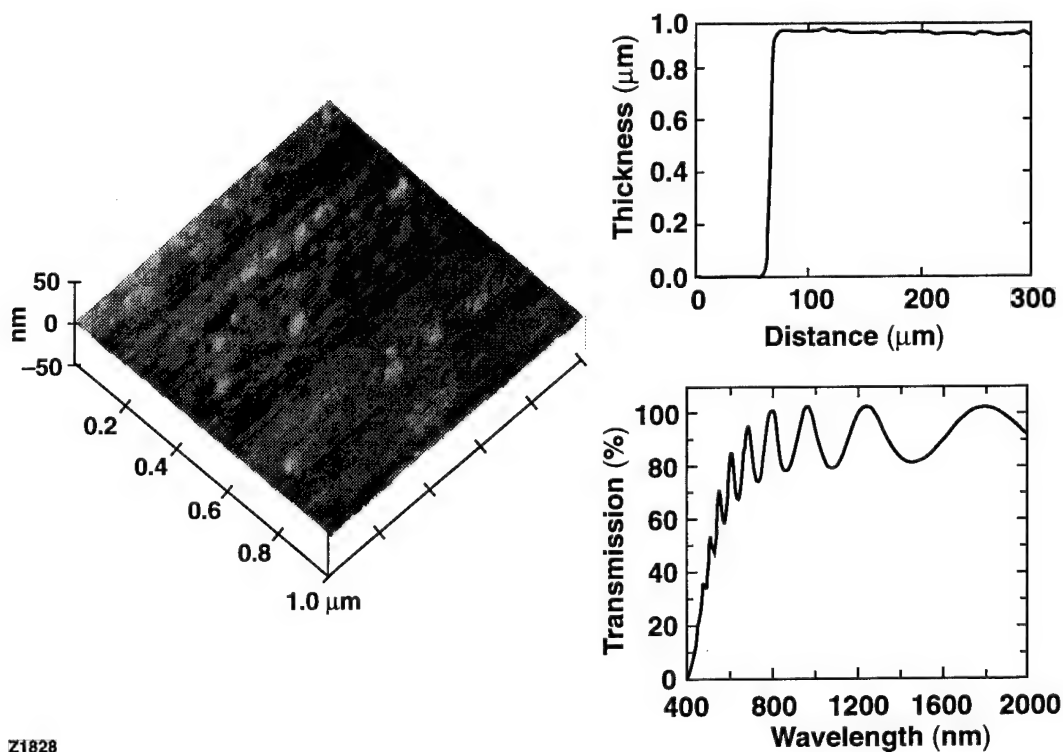 50
0
–50
nm
0.2
0.4
0.6
0.8
1.0 μm
1.0
0.8
0.6
0.4
0.2
0.0
Thickness (μm)
0 100 200 300
Distance (μm)
100
80
60
40
20
0
Transmission (%)
400 800 1200 1600 2000
Wavelength (nm)
Z1828